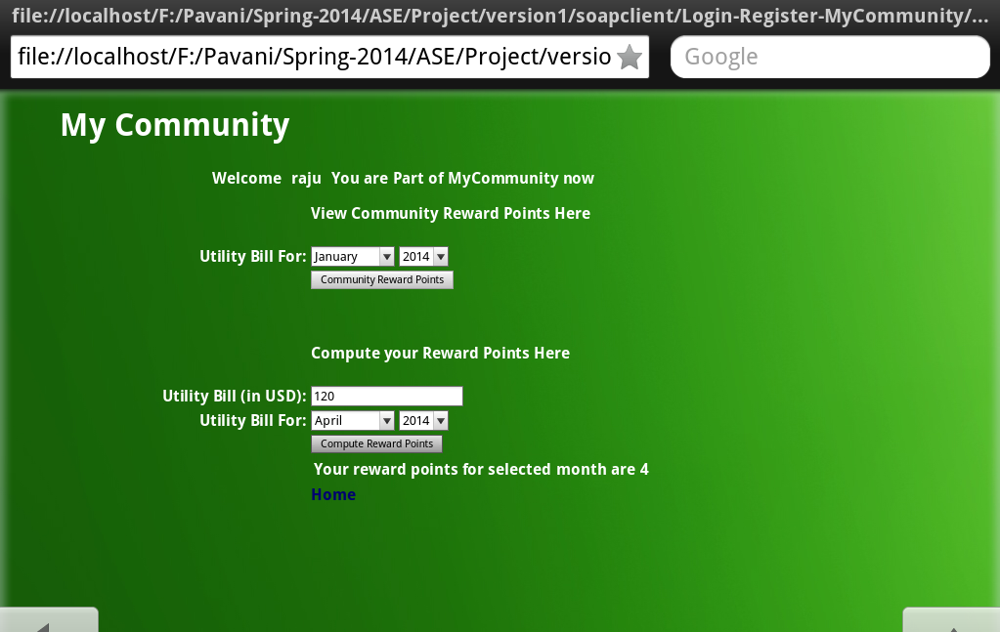 file://localhost/F:/Pavani/Spring-2014/ASE/Project/version1/soapclient/Login-Register-MyCommunity/...
file://localhost/F:/Pavani/Spring-2014/ASE/Project/versio Google
My Community
Welcome raju You are Part of MyCommunity now
View Community Reward Points Here
Utility Bill For: January 2014
Community Reward Points
Compute your Reward Points Here
Utility Bill (in USD): 120
Utility Bill For: April 2014
Compute Reward Points
Your reward points for selected month are 4
Home